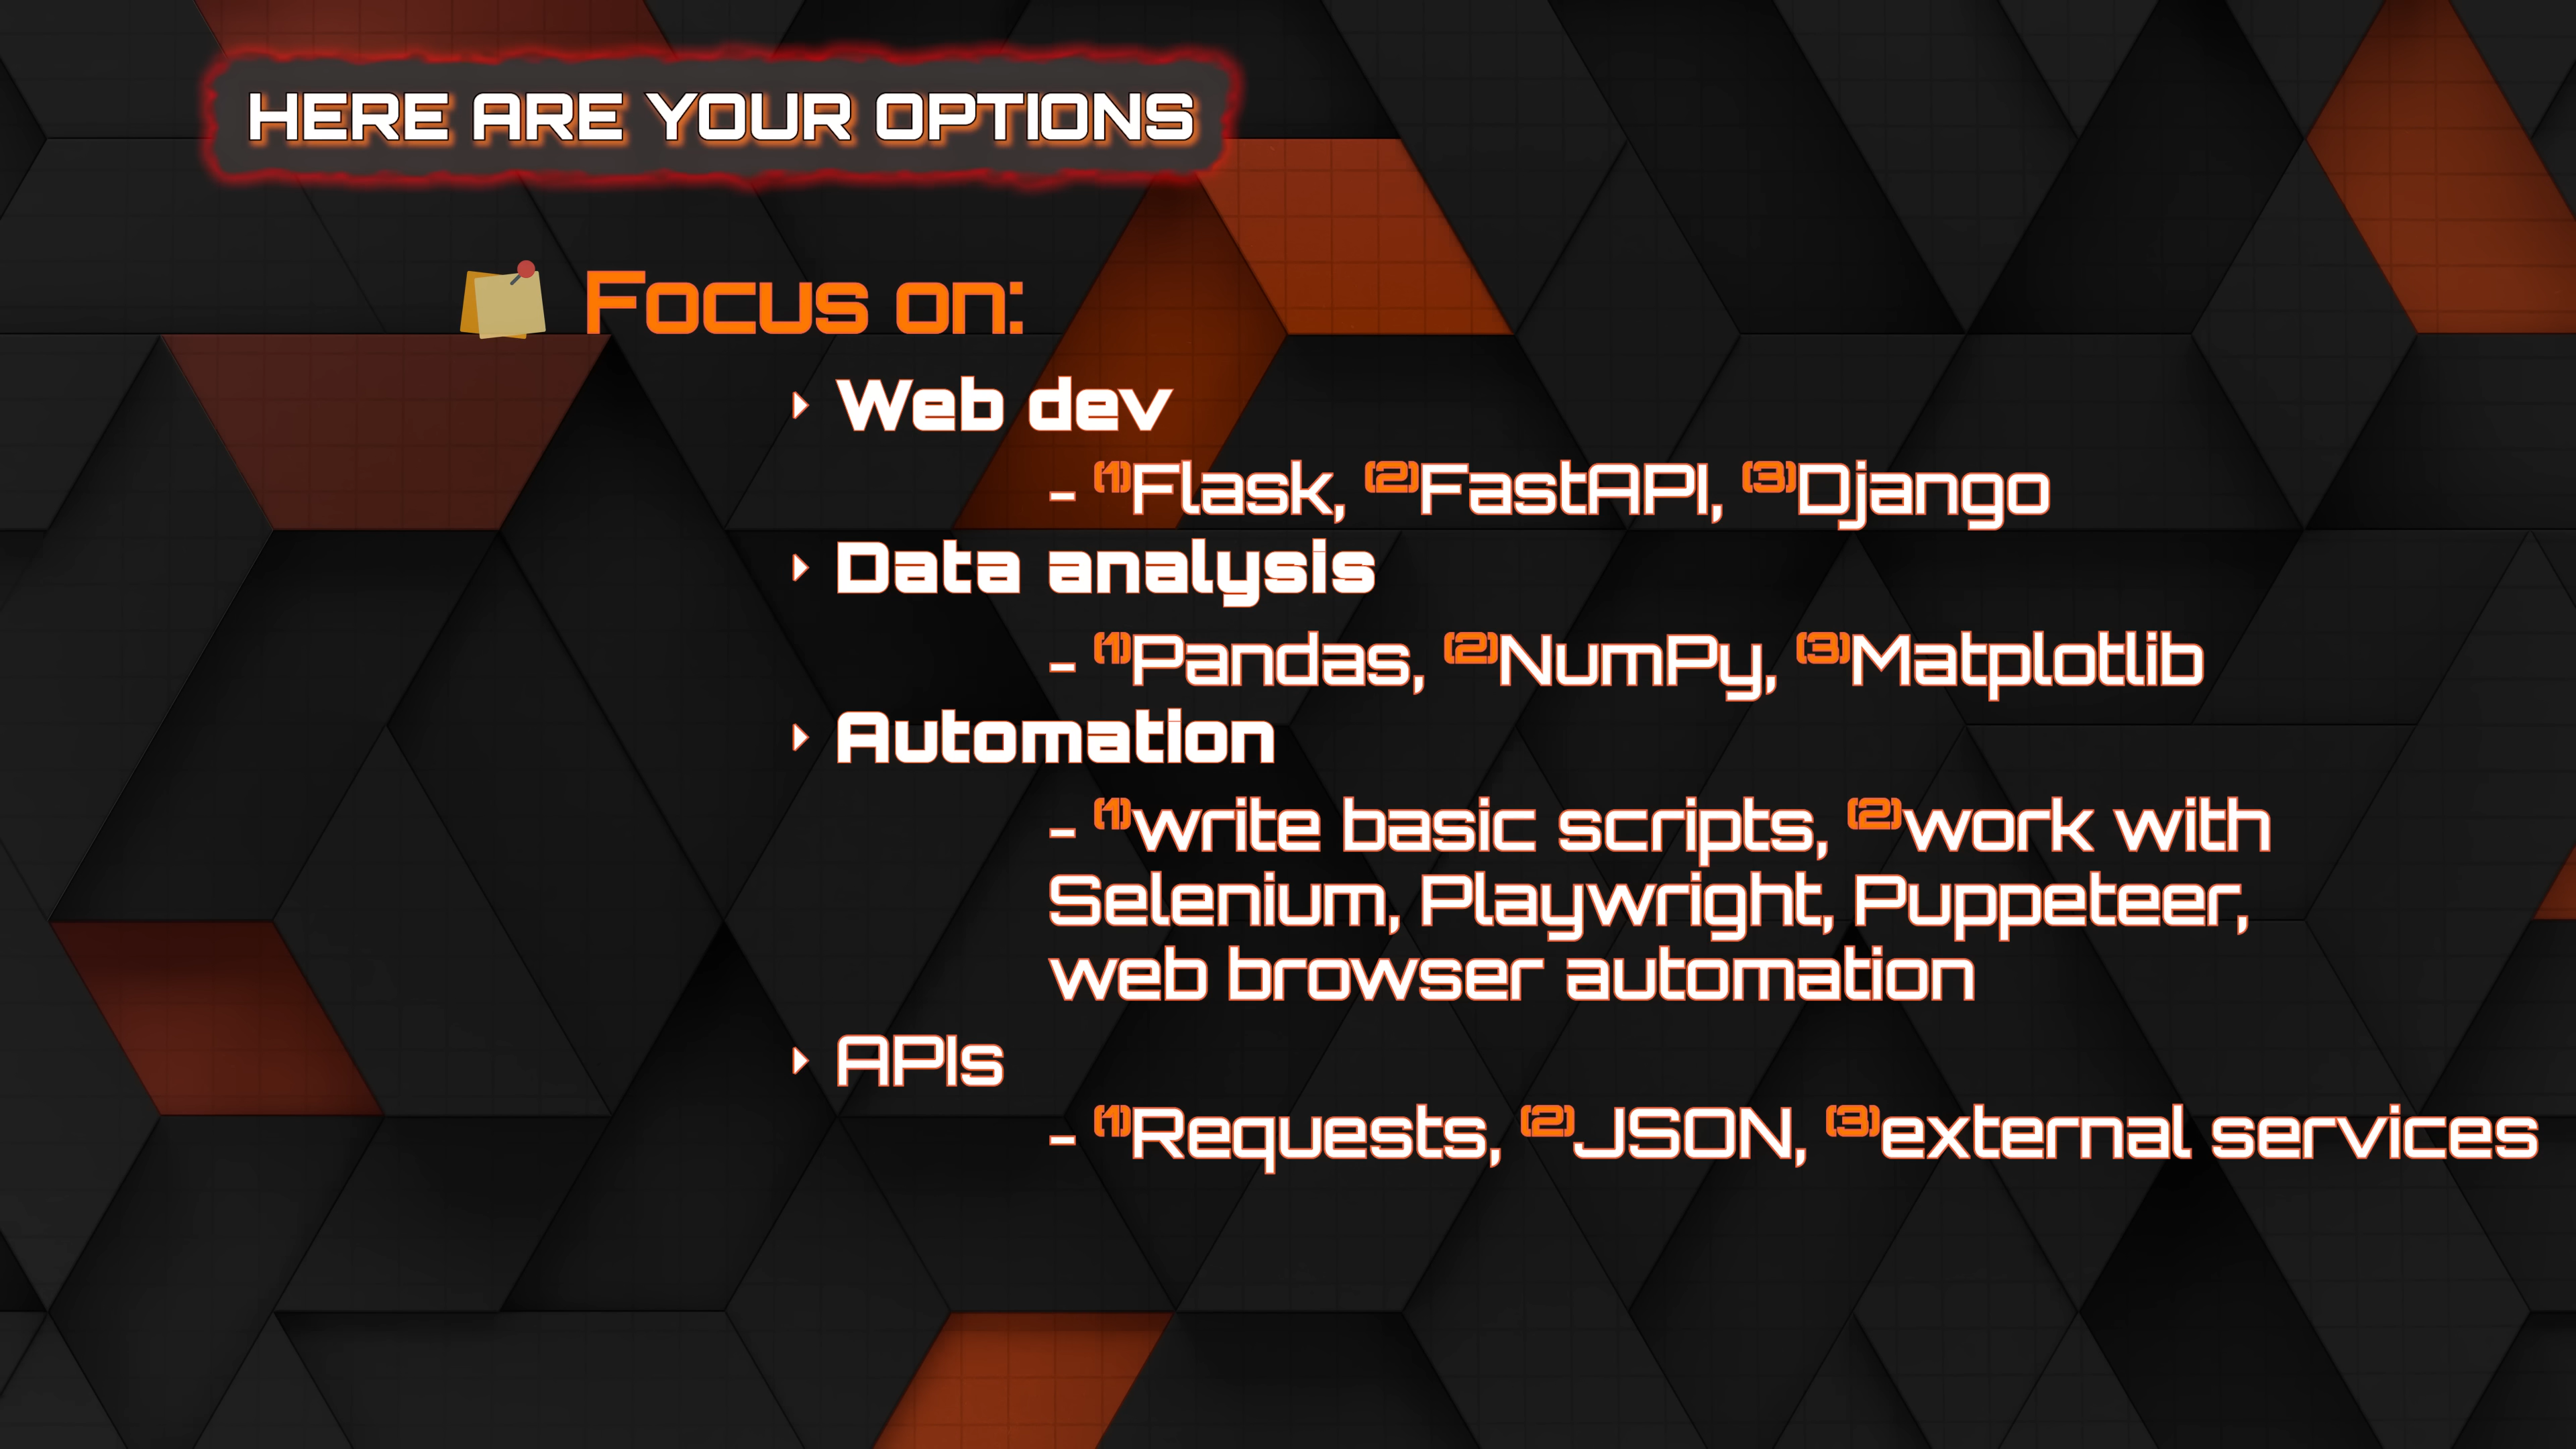 HERE ARE YOUR OPTIONS
Focus on:
Web dev
- (1)Flask, (2)FastAPI, (3)Django
Data analysis
- (1)Pandas, (2)NumPy, (3)Matplotlib
Automation
- (1)write basic scripts, (2)work with
Selenium, Playwright, Puppeteer,
web browser automation
APIs
- (1)Requests, (2)JSON, (3)external services